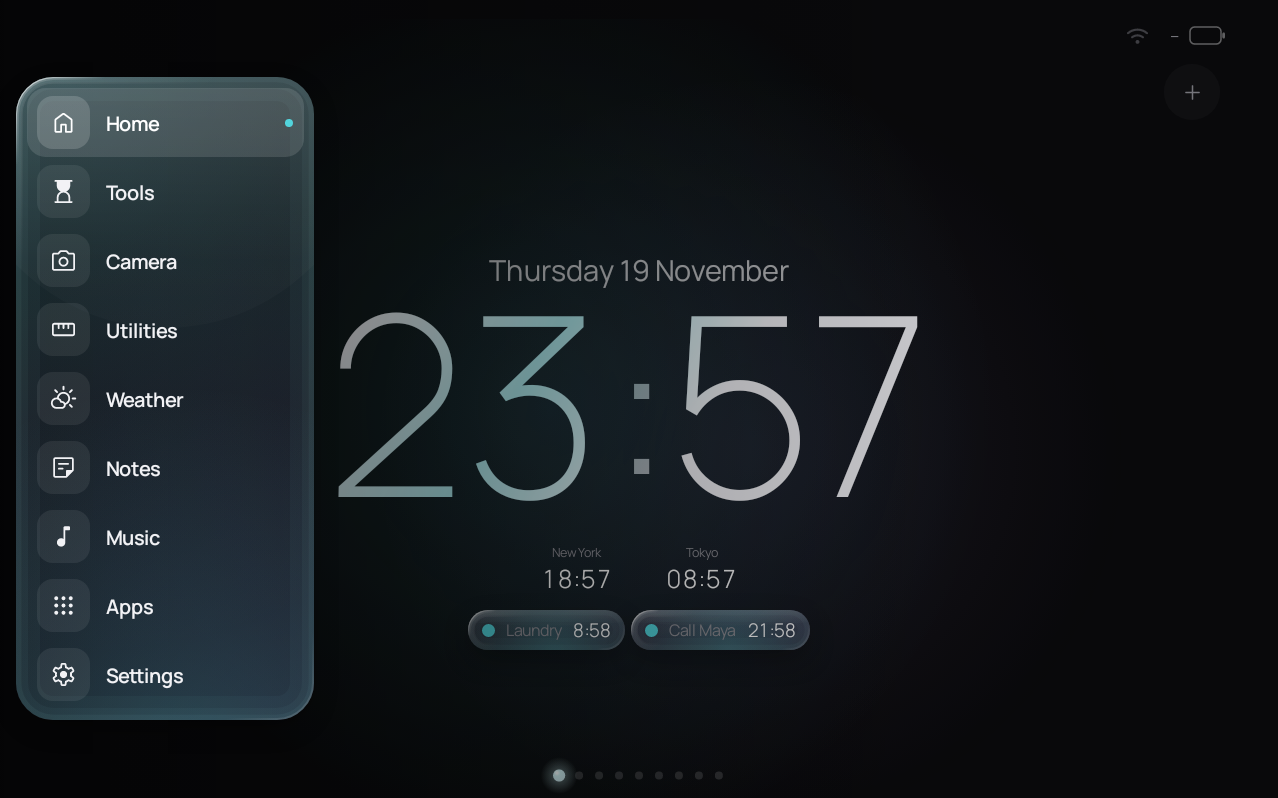 Home
Tools
Camera
Utilities
Weather
Notes
Music
Apps
Settings
Thursday 19 November
23:57
New York
18:57
Tokyo
08:57
Laundry 8:58
Call Maya 21:58